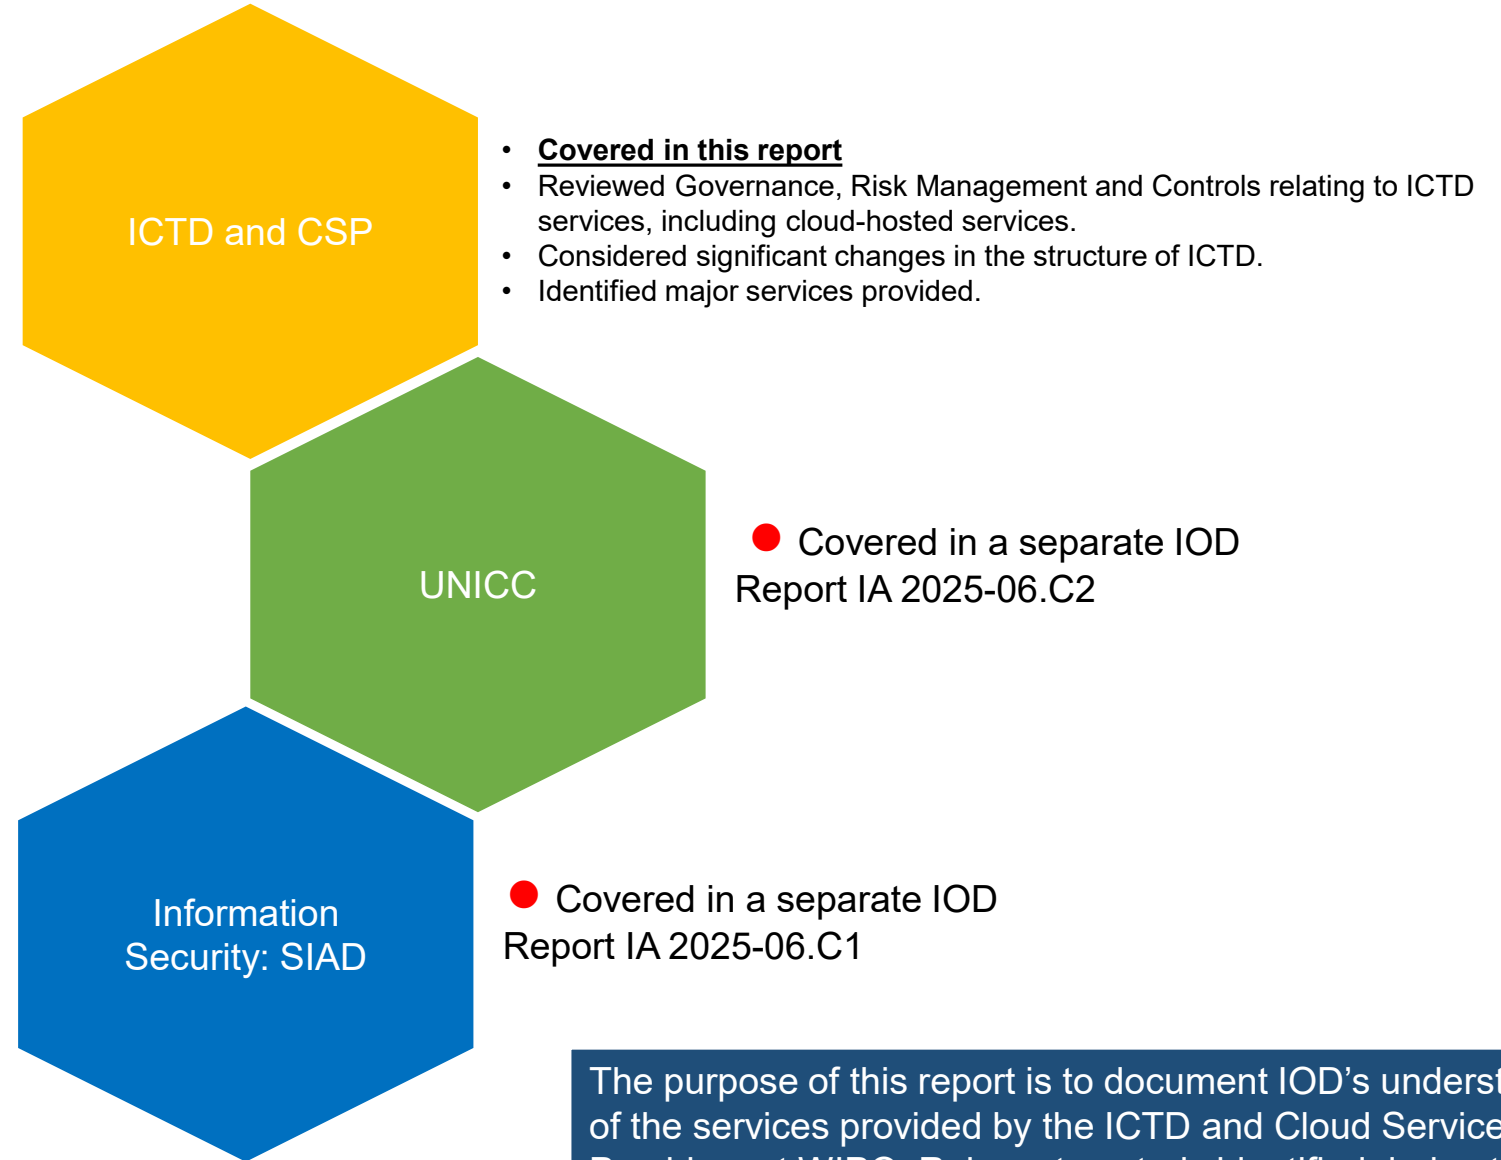 ICTD and CSP
• Covered in this report
• Reviewed Governance, Risk Management and Controls relating to ICTD
services, including cloud-hosted services.
• Considered significant changes in the structure of ICTD.
• Identified major services provided.
UNICC
● Covered in a separate IOD
Report IA 2025-06.C2
Information
Security: SIAD
● Covered in a separate IOD
Report IA 2025-06.C1
The purpose of this report is to document IOD’s underst
of the services provided by the ICTD and Cloud Service